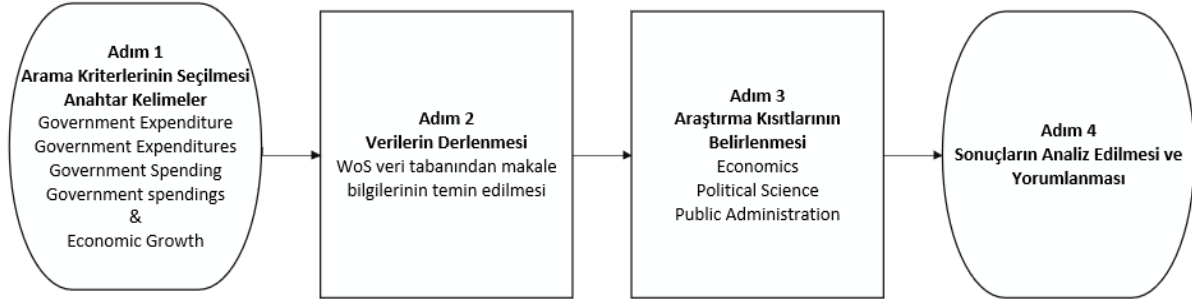 Adım 1
Arama Kriterlerinin Seçilmesi
Anahtar Kelimeler
Government Expenditure
Government Expenditures
Government Spending
Government spendings
&
Economic Growth
Adım 2
Verilerin Derlenmesi
WoS veri tabanından makale
bilgilerinin temin edilmesi
Adım 3
Araştırma Kısıtlarının
Belirlenmesi
Economics
Political Science
Public Administration
Adım 4
Sonuçların Analiz Edilmesi ve
Yorumlanması